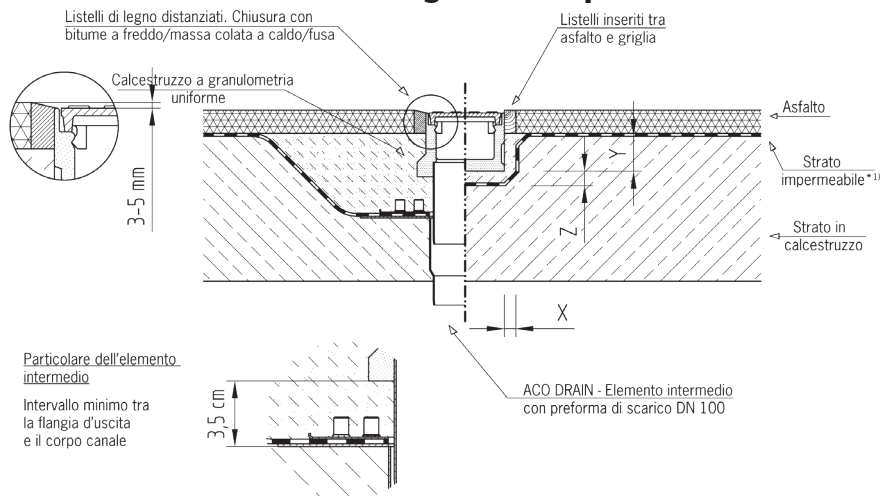 Listelli di legno distanziati. Chiusura con
bitume a freddo/massa colata a caldo/fusa
Listelli inseriti tra
asfalto e griglia
Calcestruzzo a granulometria
uniforme
Asfalto
Strato
impermeabile*1)
Strato in
calcestruzzo
3-5 mm
Y
Z
X
Particolare dell'elemento
intermedio
Intervallo minimo tra
la flangia d'uscita
e il corpo canale
3,5 cm
ACO DRAIN - Elemento intermedio
con preforma di scarico DN 100